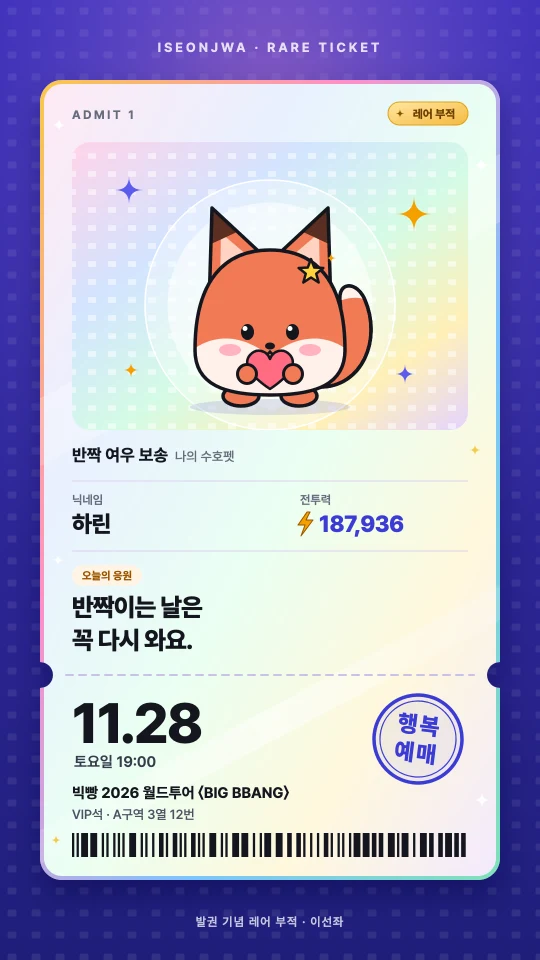 ISEONJWA · RARE TICKET
ADMIT 1
레어 부적
반짝 여우 보송 나의 수호펫
닉네임
하린
전투력
187,936
오늘의 응원
반짝이는 날은
꼭 다시 와요.
11.28
토요일 19:00
행복
예매
빅빵 2026 월드투어 〈BIG BBANG〉
VIP석 · A구역 3열 12번
발권 기념 레어 부적 · 이선좌